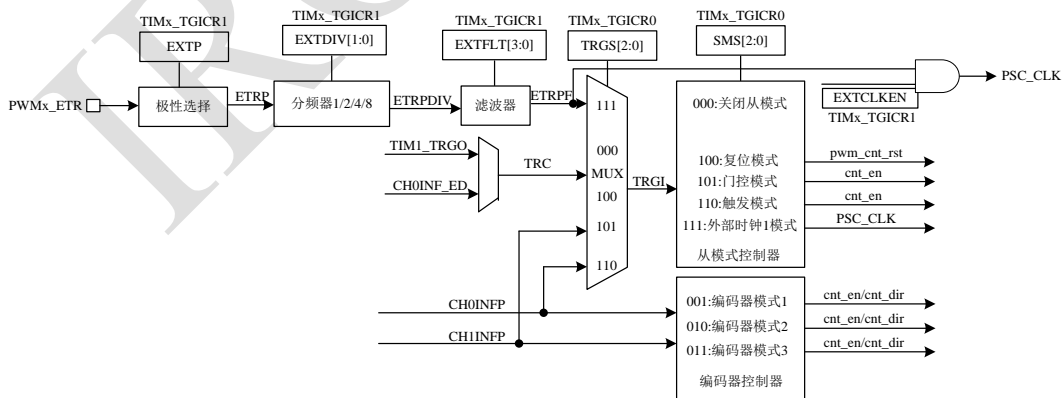 TIMx_TGICR1 TIMx_TGICR1 TIMx_TGICR1 TIMx_TGICR0 TIMx_TGICR0
EXTP EXTDIV[1:0] EXTFLT[3:0] TRGS[2:0] SMS[2:0]
PWMx_ETR 极性选择 ETRP 分频器1/2/4/8 ETRPDIV 滤波器 ETRPF
PSC_CLK
EXTCLKEN
TIMx_TGICR1
111
000
MUX
100
101
110
TIM1_TRGO
CH0INF_ED
TRC
TRGI
000:关闭从模式
100:复位模式 pwm_cnt_rst
101:门控模式 cnt_en
110:触发模式 cnt_en
111:外部时钟1模式 PSC_CLK
从模式控制器
CH0INFP
CH1INFP
001:编码器模式1 cnt_en/cnt_dir
010:编码器模式2 cnt_en/cnt_dir
011:编码器模式3 cnt_en/cnt_dir
编码器控制器